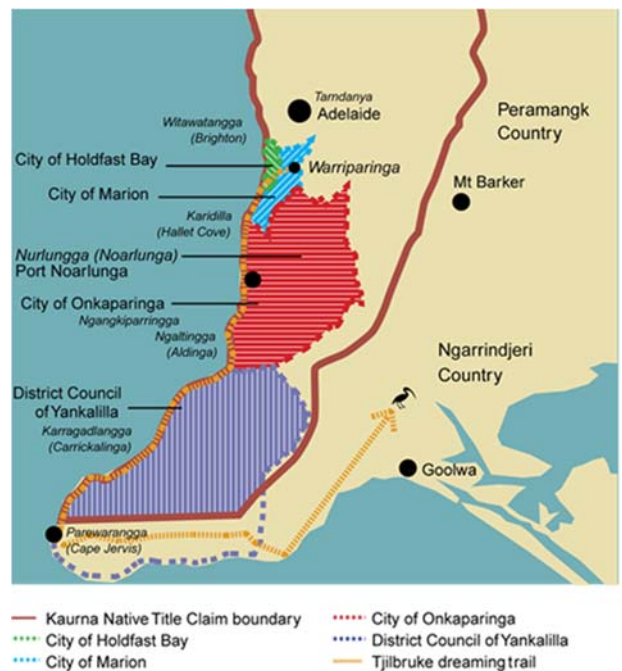 Tarndanya
Adelaide
Peramangk
Country
Witawatangga
(Brighton)
City of Holdfast Bay
Warriparinga
Mt Barker
City of Marion
Karidilla
(Hallet Cove)
Nurlungga (Noarlunga)
Port Noarlunga
City of Onkaparinga
Ngangkiparringga
Ngaltingga
(Aldinga)
Ngarrindjeri
Country
District Council
of Yankalilla
Karragadlangga
(Carrickalinga)
Goolwa
Parewarangga
(Cape Jervis)
Kaurna Native Title Claim boundary
City of Holdfast Bay
City of Marion
City of Onkaparinga
District Council of Yankalilla
Tjilbruke dreaming trail